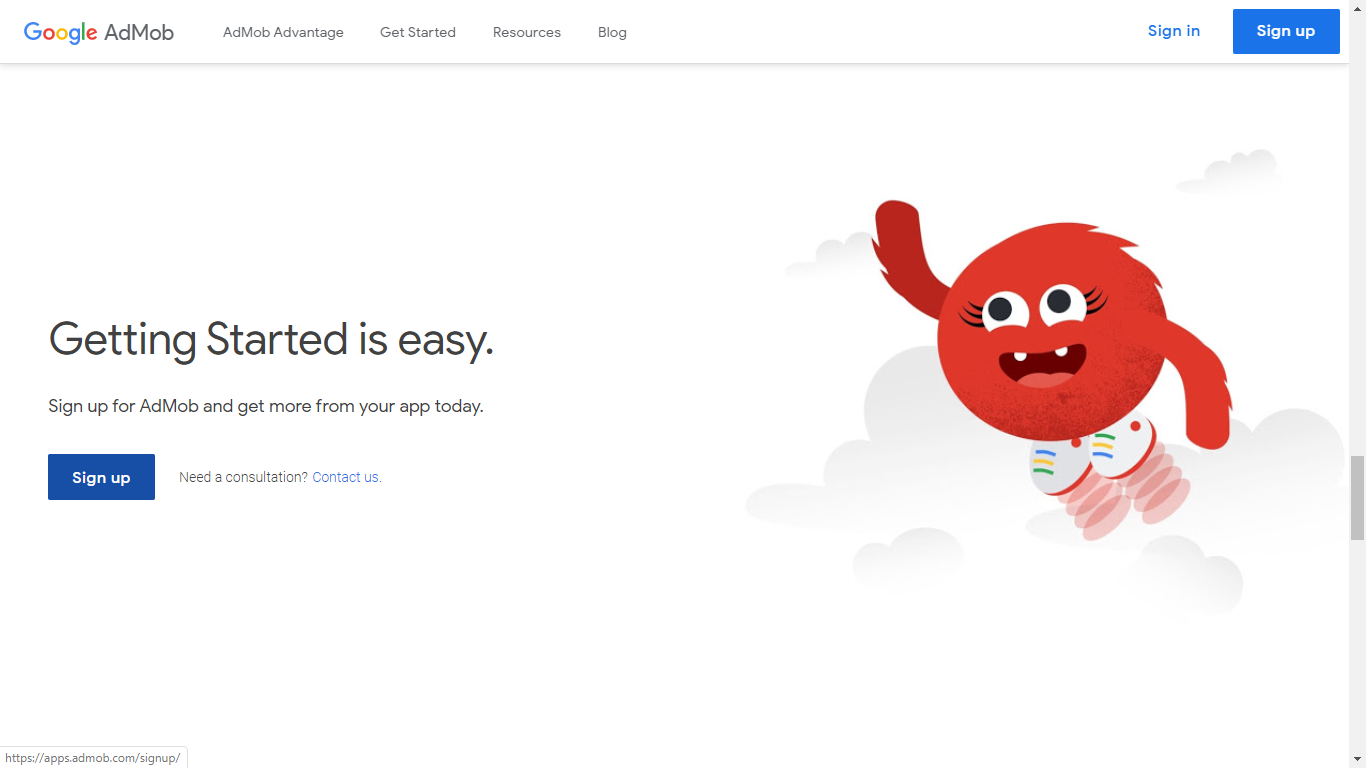 Google AdMob
AdMob Advantage
Get Started
Resources
Blog
Sign in
Sign up
Getting Started is easy.
Sign up for AdMob and get more from your app today.
Sign up
Need a consultation? Contact us.
https://apps.admob.com/signup/